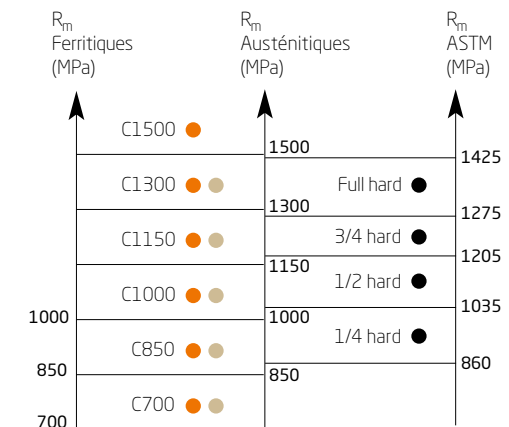 Rm Rm Rm
Ferritiques Austénitiques ASTM
(MPa) (MPa) (MPa)
C1500
1500
1425
C1300 Full hard
1300
1275
C1150 3/4 hard
1205
1150
C1000 1/2 hard
1035
1000 1000
C850 1/4 hard
860
850 850
C700
700